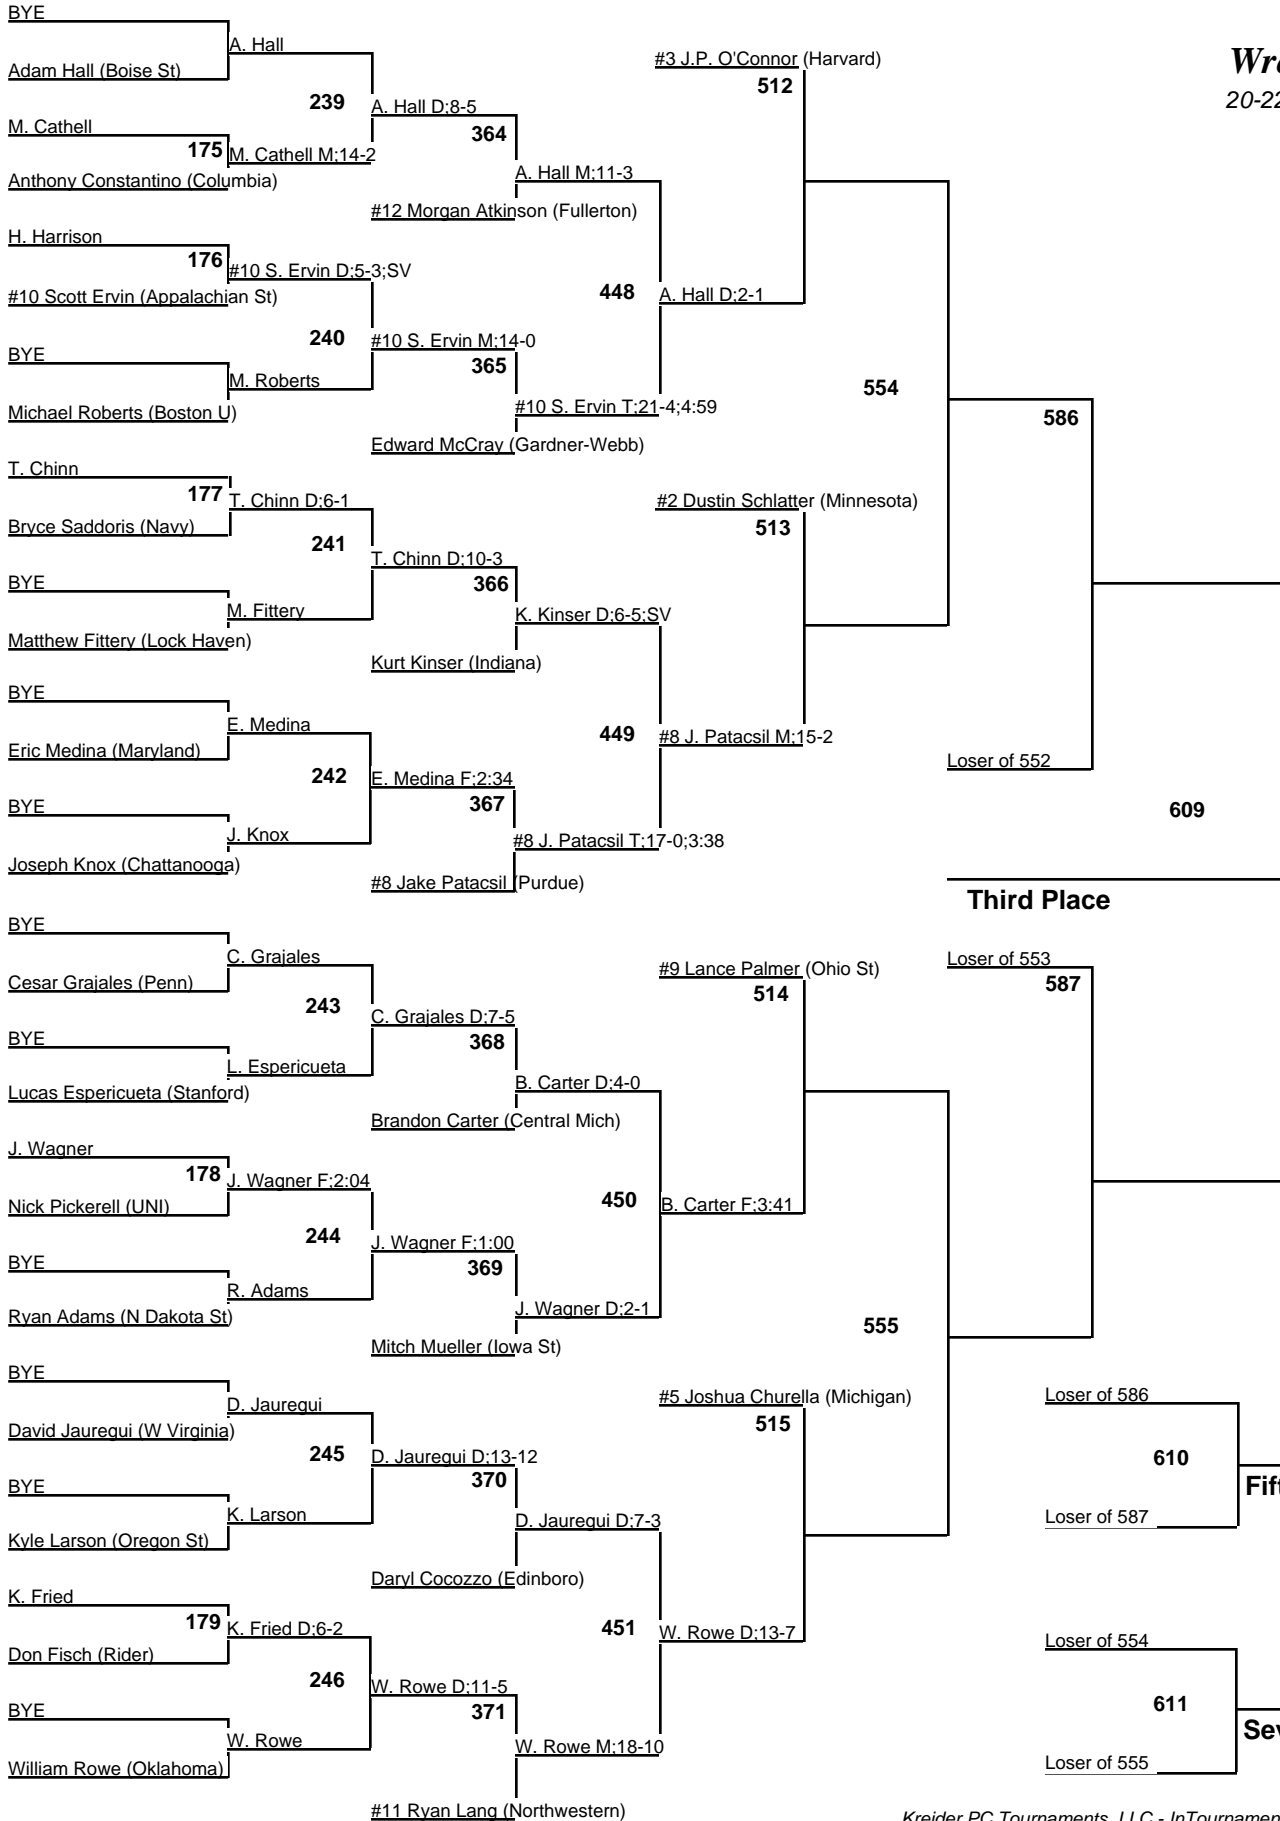 BYE
A. Hall
Adam Hall (Boise St)
239
A. Hall D;8-5
M. Cathell
364
175
M. Cathell M;14-2
Anthony Constantino (Columbia)
A. Hall M;11-3
#12 Morgan Atkinson (Fullerton)
H. Harrison
176
#10 S. Ervin D;5-3;SV
#10 Scott Ervin (Appalachian St)
448
A. Hall D;2-1
240
#10 S. Ervin M;14-0
BYE
365
M. Roberts
Michael Roberts (Boston U)
#10 S. Ervin T;21-4;4:59
Edward McCray (Gardner-Webb)
#3 J.P. O'Connor (Harvard)
512
20-22
554
586
T. Chinn
177
T. Chinn D;6-1
Bryce Saddoris (Navy)
241
T. Chinn D;10-3
366
BYE
M. Fittery
Matthew Fittery (Lock Haven)
K. Kinser D;6-5;SV
Kurt Kinser (Indiana)
#2 Dustin Schlatter (Minnesota)
513
BYE
E. Medina
Eric Medina (Maryland)
449
#8 J. Patacsil M;15-2
242
E. Medina F;2:34
367
BYE
J. Knox
Joseph Knox (Chattanooga)
#8 J. Patacsil T;17-0;3:38
#8 Jake Patacsil (Purdue)
Loser of 552
609
Third Place
BYE
C. Grajales
Cesar Grajales (Penn)
243
C. Grajales D;7-5
368
BYE
L. Espericueta
Lucas Espericueta (Stanford)
B. Carter D;4-0
Brandon Carter (Central Mich)
#9 Lance Palmer (Ohio St)
514
Loser of 553
587
J. Wagner
178
J. Wagner F;2:04
Nick Pickerell (UNI)
450
B. Carter F;3:41
244
J. Wagner F;1:00
369
BYE
R. Adams
Ryan Adams (N Dakota St)
J. Wagner D;2-1
Mitch Mueller (Iowa St)
555
BYE
D. Jauregui
David Jauregui (W Virginia)
#5 Joshua Churella (Michigan)
515
245
D. Jauregui D;13-12
370
BYE
K. Larson
Kyle Larson (Oregon St)
D. Jauregui D;7-3
Daryl Cocozzo (Edinboro)
Loser of 586
610
Loser of 587
K. Fried
179
K. Fried D;6-2
Don Fisch (Rider)
451
W. Rowe D;13-7
246
W. Rowe D;11-5
371
BYE
W. Rowe
William Rowe (Oklahoma)
W. Rowe M;18-10
#11 Ryan Lang (Northwestern)
Loser of 554
611
Loser of 555
Kreider PC Tournaments, LLC - InTournamen